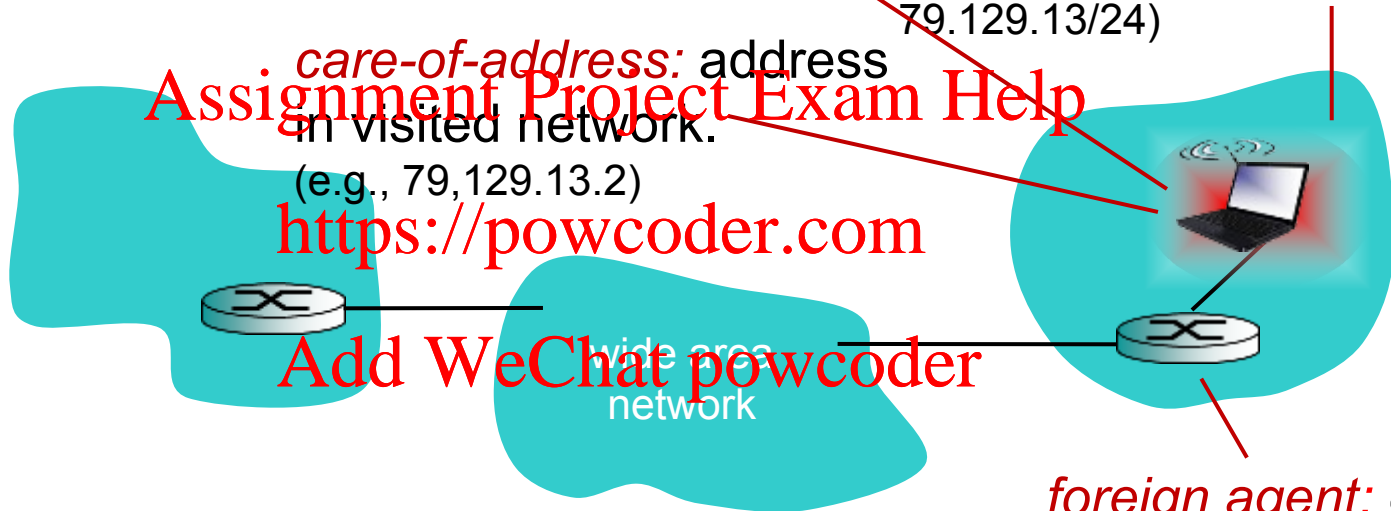 79.129.13/24)
care-of-address: address
Assignment Project Exam Help
in visited network.
(e.g., 79,129.13.2)
https://powcoder.com
Add WeChat powcoder
wide area
network
foreign agent: